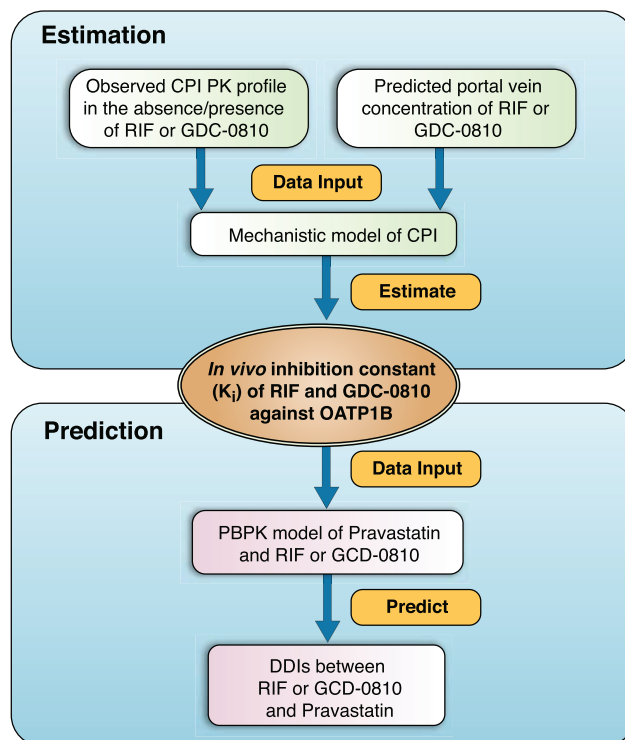 Estimation
Observed CPI PK profile
in the absence/presence
of RIF or GDC-0810
Predicted portal vein
concentration of RIF or
GDC-0810
Data Input
Mechanistic model of CPI
Estimate
In vivo inhibition constant
(Ki) of RIF and GDC-0810
against OATP1B
Prediction
Data Input
PBPK model of Pravastatin
and RIF or GCD-0810
Predict
DDIs between
RIF or GCD-0810
and Pravastatin